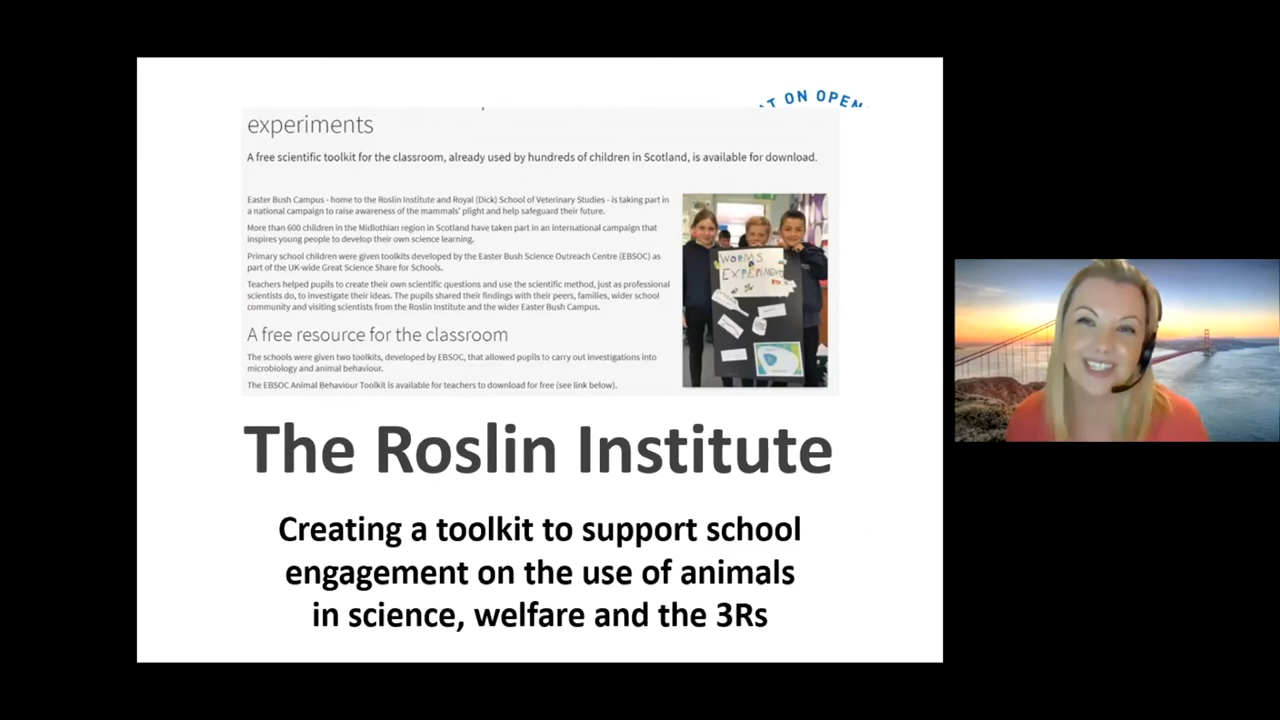 AT ON OPEN
experiments
A free scientific toolkit for the classroom, already used by hundreds of children in Scotland, is available for download.
Easter Bush Campus - home to the Roslin Institute and Royal (Dick) School of Veterinary Studies - is taking part in
a national campaign to raise awareness of the mammals' plight and help safeguard their future.
More than 600 children in the Midlothian region in Scotland have taken part in an international campaign that
inspires young people to develop their own science learning.
Primary school children were given toolkits developed by the Easter Bush Science Outreach Centre (EBSOC) as
part of the UK-wide Great Science Share for Schools.
Teachers helped pupils to create their own scientific questions and use the scientific method, just as professional
scientists do, to investigate their ideas. The pupils shared their findings with their peers, families, wider school
community and visiting scientists from the Roslin Institute and the wider Easter Bush Campus.
WORMS
EXPERIMENT
A free resource for the classroom
The schools were given two toolkits, developed by EBSOC, that allowed pupils to carry out investigations into
microbiology and animal behaviour.
The EBSOC Animal Behaviour Toolkit is available for teachers to download for free (see link below).
The Roslin Institute
Creating a toolkit to support school
engagement on the use of animals
in science, welfare and the 3Rs